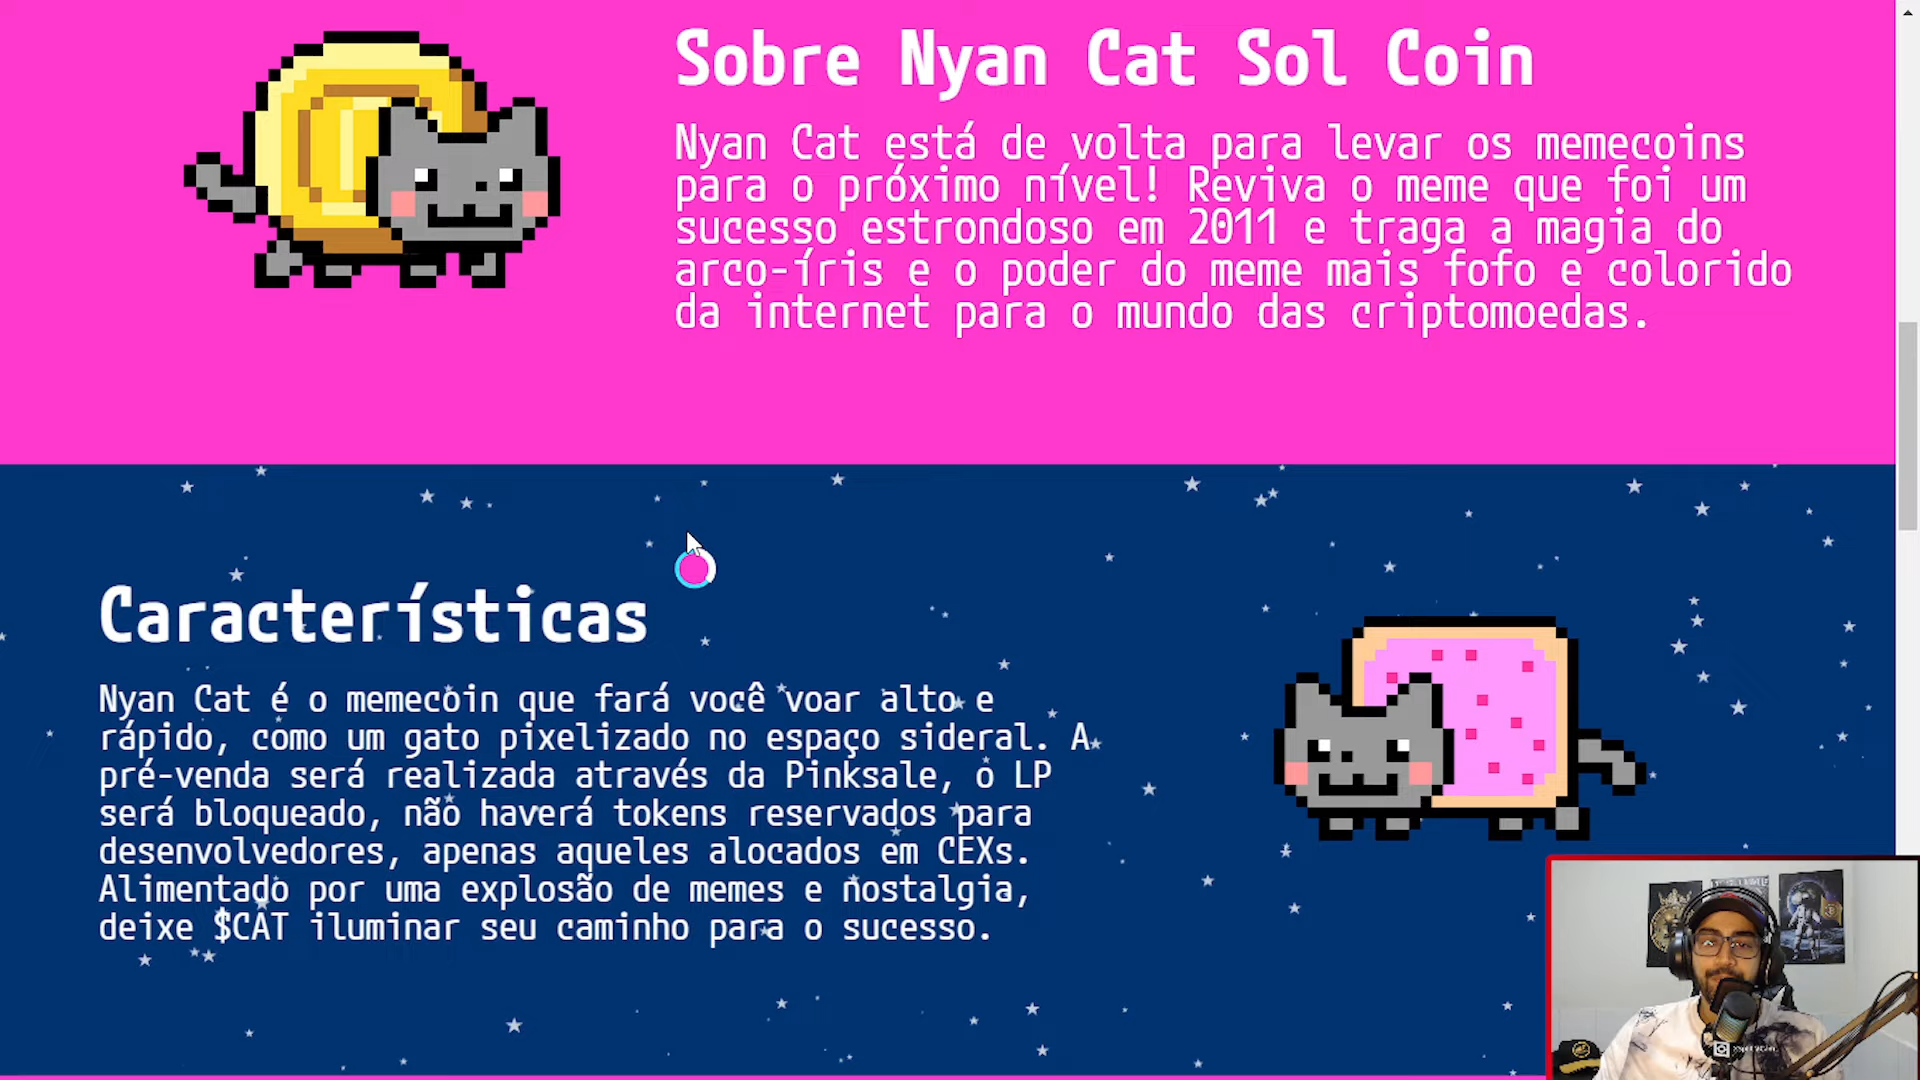 Sobre Nyan Cat Sol Coin
Nyan Cat está de volta para levar os memecoins
para o próximo nível! Reviva o meme que foi um
sucesso estrondoso em 2011 e traga a magia do
arco-íris e o poder do meme mais fofo e colorido
da internet para o mundo das criptomoedas.
Características
Nyan Cat é o memecoin que fará você voar alto e
rápido, como um gato pixelizado no espaço sideral. A
pré-venda será realizada através da Pinksale, o LP
será bloqueado, não haverá tokens reservados para
desenvolvedores, apenas aqueles alocados em CEXs.
Alimentado por uma explosão de memes e nostalgia,
deixe $CAT iluminar seu caminho para o sucesso.